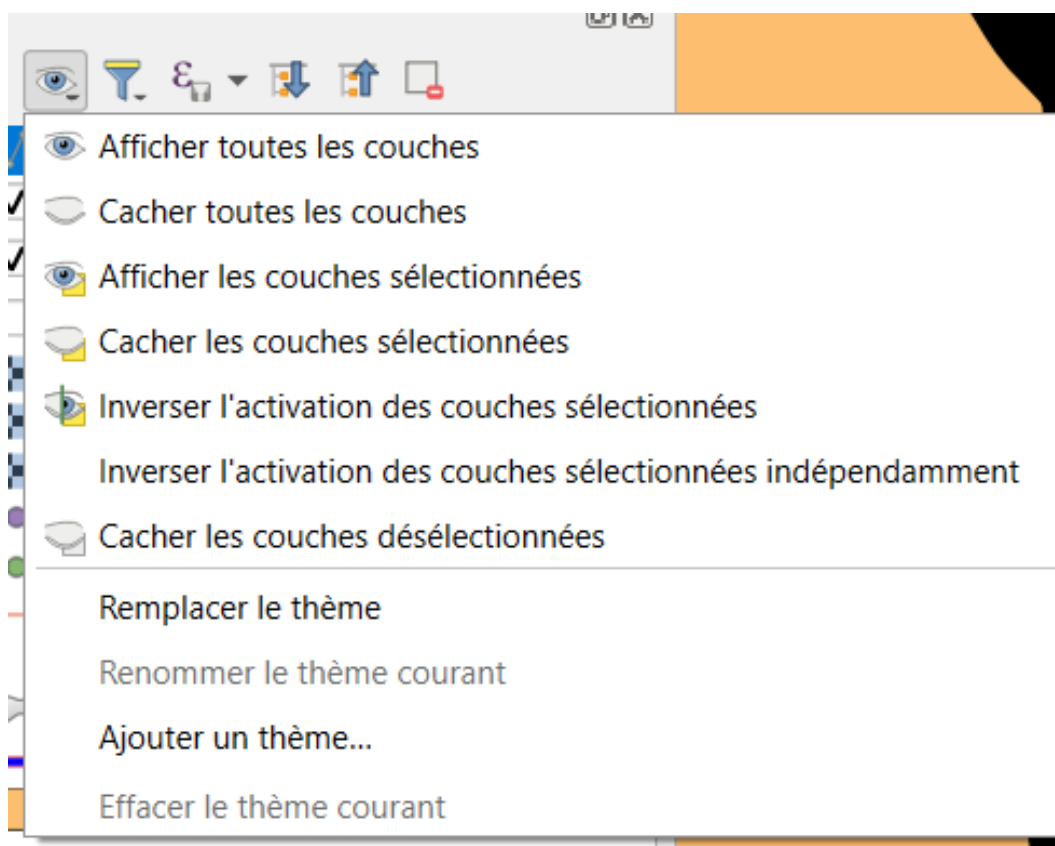 Afficher toutes les couches
Cacher toutes les couches
Afficher les couches sélectionnées
Cacher les couches sélectionnées
Inverser l'activation des couches sélectionnées
Inverser l'activation des couches sélectionnées indépendamment
Cacher les couches désélectionnées
Remplacer le thème
Renommer le thème courant
Ajouter un thème...
Effacer le thème courant